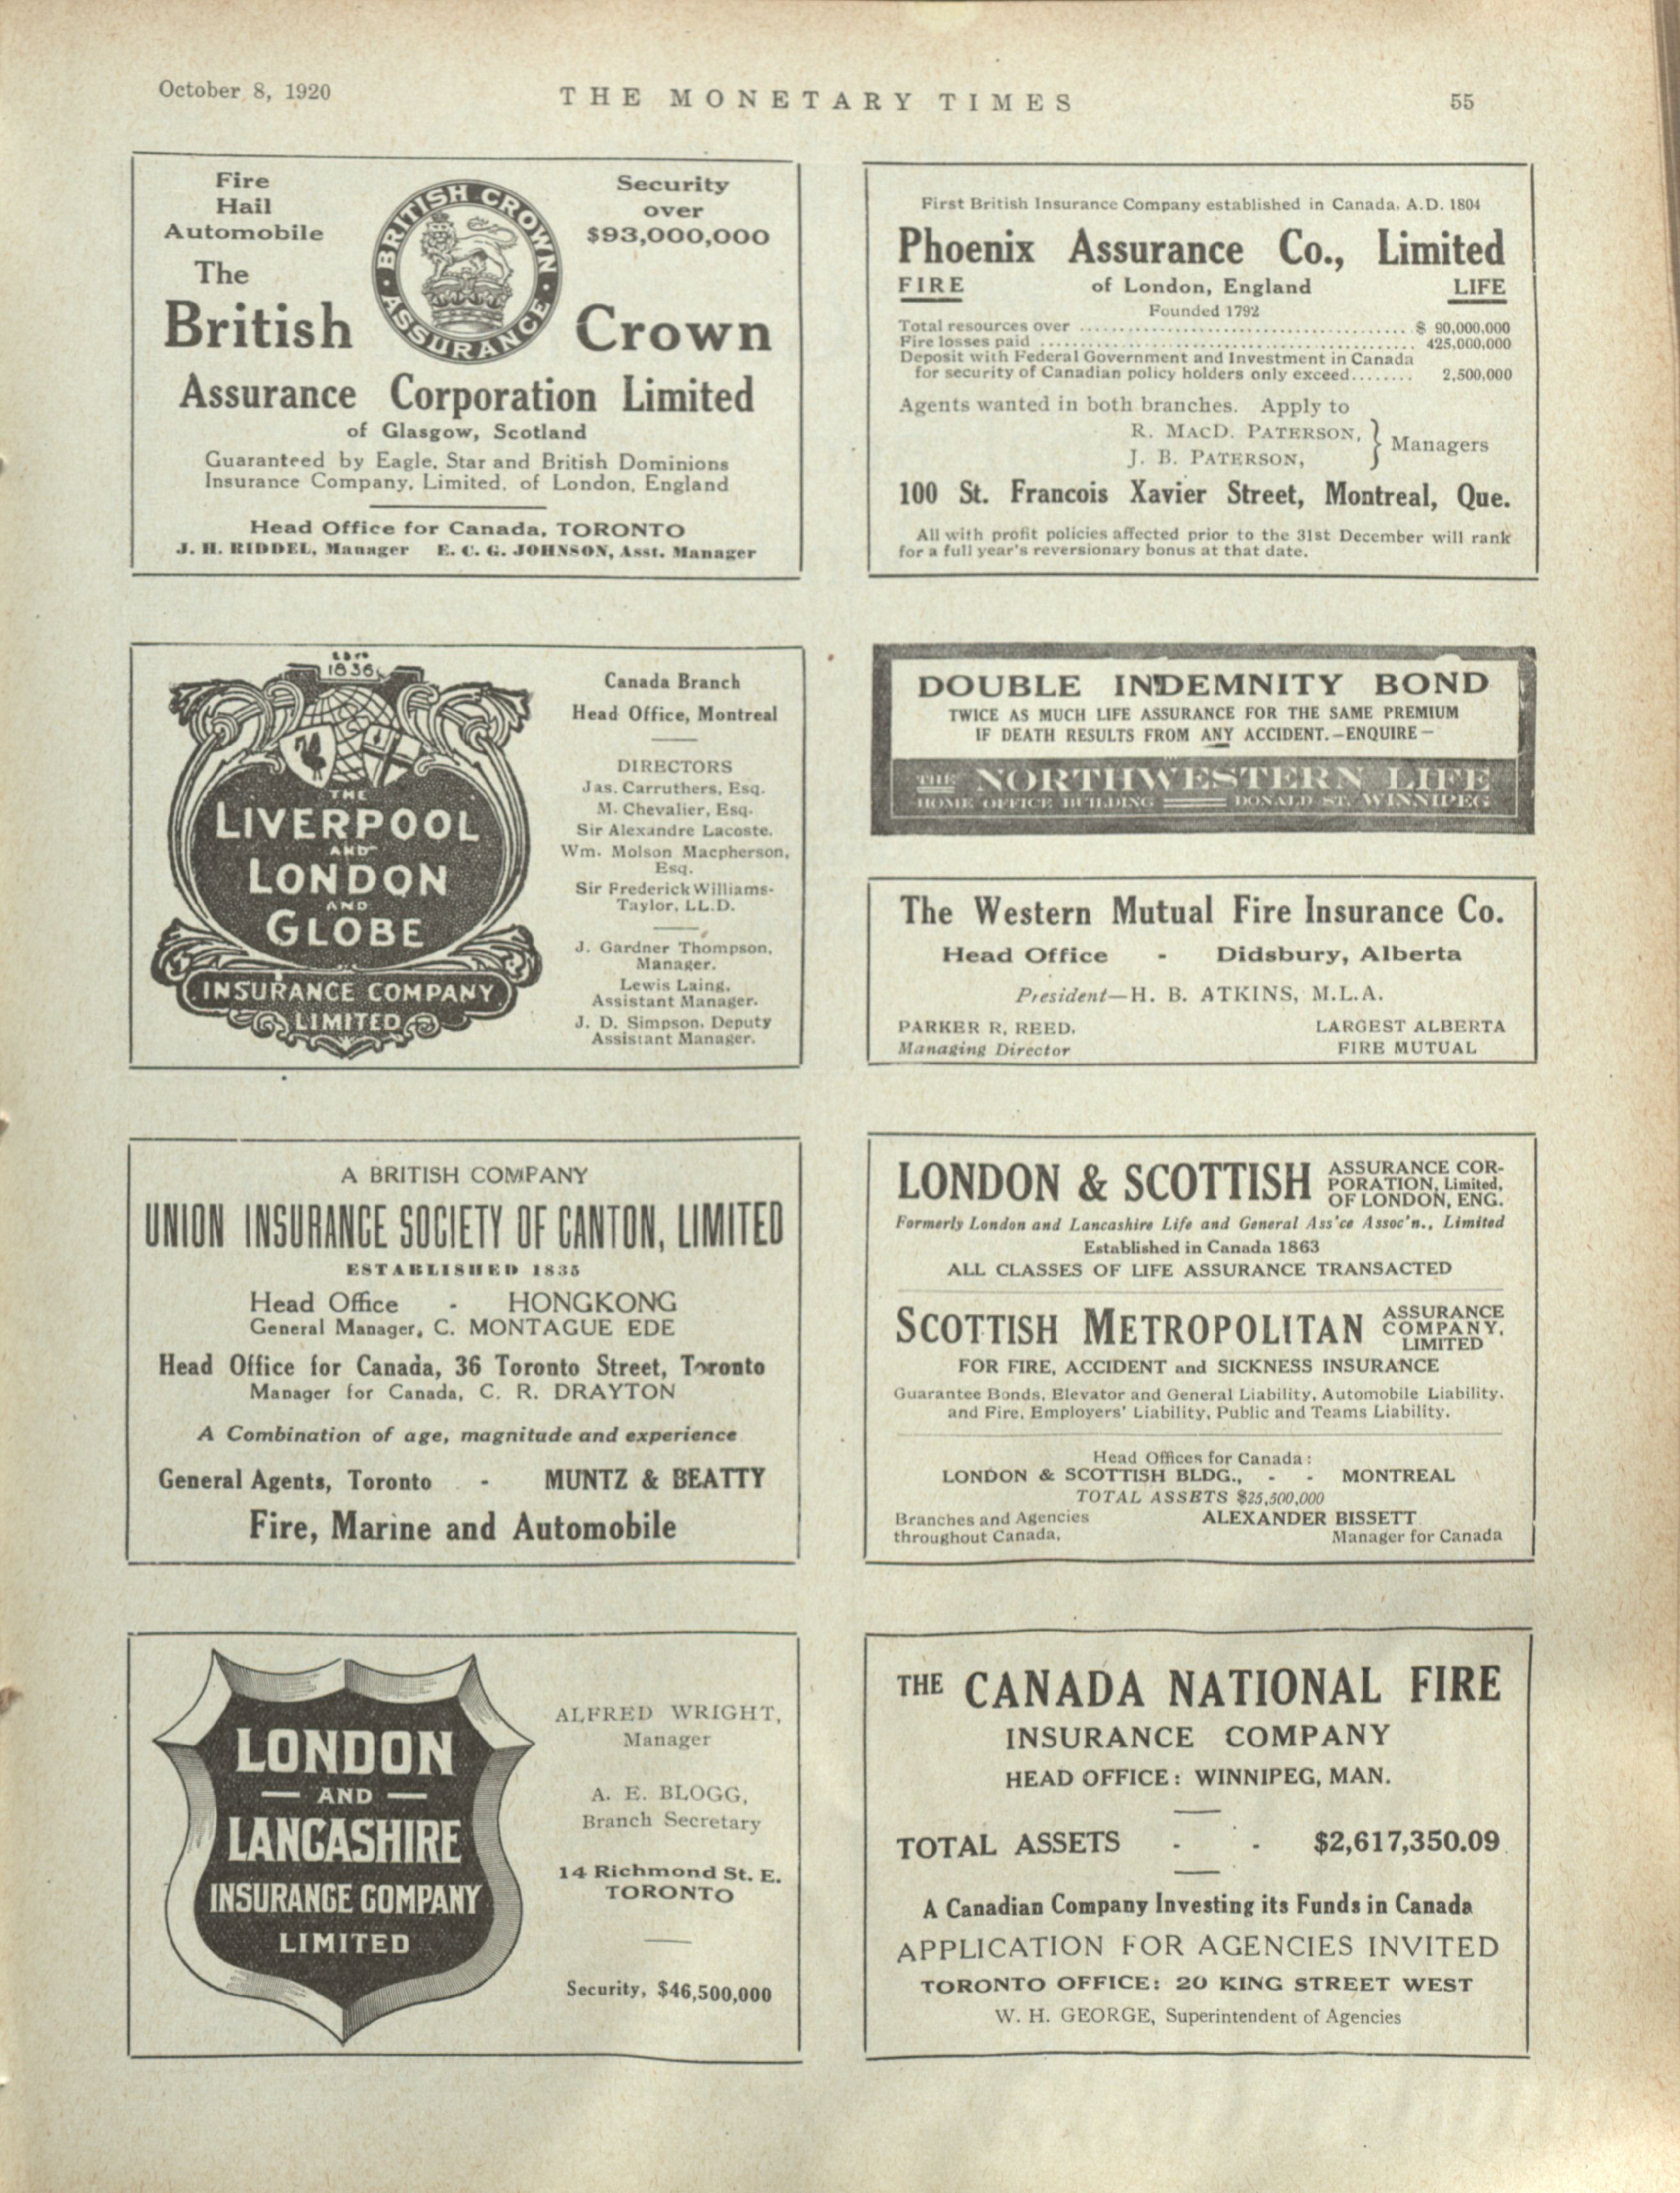 October 8, 1920
THE MONETARY TIMES
55
Fire
Hail
Automobile
BRITISH CROWN
ASSURANCE
Security
over
$93,000,000
The
British Crown
Assurance Corporation Limited
of Glasgow, Scotland
Guaranteed by Eagle, Star and British Dominions
Insurance Company, Limited, of London, England
Head Office for Canada, TORONTO
J. H. RIDDEL, Manager E. C. G. JOHNSON, Asst. Manager
First British Insurance Company established in Canada. A.D. 1804
Phoenix Assurance Co., Limited
FIRE of London, England LIFE
Founded 1792
Total resources over ........ $ 90,000,000
Fire losses paid ........ 425,000,000
Deposit with Federal Government and Investment in Canada
for security of Canadian policy holders only exceed........ 2,500,000
Agents wanted in both branches. Apply to
R. MACD. PATERSON,
J. B. PATERSON,
} Managers
100 St. Francois Xavier Street, Montreal, Que.
All with profit policies affected prior to the 31st December will rank
for a full year's reversionary bonus at that date.
1836
THE
LIVERPOOL
AND
LONDON
AND
GLOBE
INSURANCE COMPANY
LIMITED
Canada Branch
Head Office, Montreal
DIRECTORS
Jas. Carruthers, Esq.
M. Chevalier, Esq.
Sir Alexandre Lacoste.
Wm. Molson Macpherson,
Esq.
Sir Frederick Williams-
Taylor, LL.D.
J. Gardner Thompson,
Manager.
Lewis Laing,
Assistant Manager.
J. D. Simpson, Deputy
Assistant Manager.
DOUBLE INDEMNITY BOND
TWICE AS MUCH LIFE ASSURANCE FOR THE SAME PREMIUM
IF DEATH RESULTS FROM ANY ACCIDENT.—ENQUIRE—
THE NORTHWESTERN LIFE
HOME OFFICE BUILDING DONALD ST. WINNIPEG
The Western Mutual Fire Insurance Co.
Head Office - Didsbury, Alberta
President—H. B. ATKINS, M.L.A.
PARKER R. REED, LARGEST ALBERTA
Managing Director FIRE MUTUAL
A BRITISH COMPANY
UNION INSURANCE SOCIETY OF CANTON, LIMITED
ESTABLISHED 1835
Head Office - HONGKONG
General Manager, C. MONTAGUE EDE
Head Office for Canada, 36 Toronto Street, Toronto
Manager for Canada, C. R. DRAYTON
A Combination of age, magnitude and experience
General Agents, Toronto - MUNTZ & BEATTY
Fire, Marine and Automobile
LONDON & SCOTTISH
ASSURANCE COR-
PORATION, Limited,
OF LONDON, ENG.
Formerly London and Lancashire Life and General Ass'ce Assoc'n., Limited
Established in Canada 1863
ALL CLASSES OF LIFE ASSURANCE TRANSACTED
SCOTTISH METROPOLITAN
ASSURANCE
COMPANY,
LIMITED
FOR FIRE, ACCIDENT and SICKNESS INSURANCE
Guarantee Bonds, Elevator and General Liability, Automobile Liability,
and Fire, Employers' Liability, Public and Teams Liability.
Head Offices for Canada:
LONDON & SCOTTISH BLDG., - - MONTREAL
TOTAL ASSETS $25,500,000
Branches and Agencies ALEXANDER BISSETT
throughout Canada. Manager for Canada
LONDON
AND
LANCASHIRE
INSURANCE COMPANY
LIMITED
ALFRED WRIGHT,
Manager
A. E. BLOGG,
Branch Secretary
14 Richmond St. E.
TORONTO
Security, $46,500,000
THE CANADA NATIONAL FIRE
INSURANCE COMPANY
HEAD OFFICE: WINNIPEG, MAN.
TOTAL ASSETS - - $2,617,350.09
A Canadian Company Investing its Funds in Canada
APPLICATION FOR AGENCIES INVITED
TORONTO OFFICE: 20 KING STREET WEST
W. H. GEORGE, Superintendent of Agencies